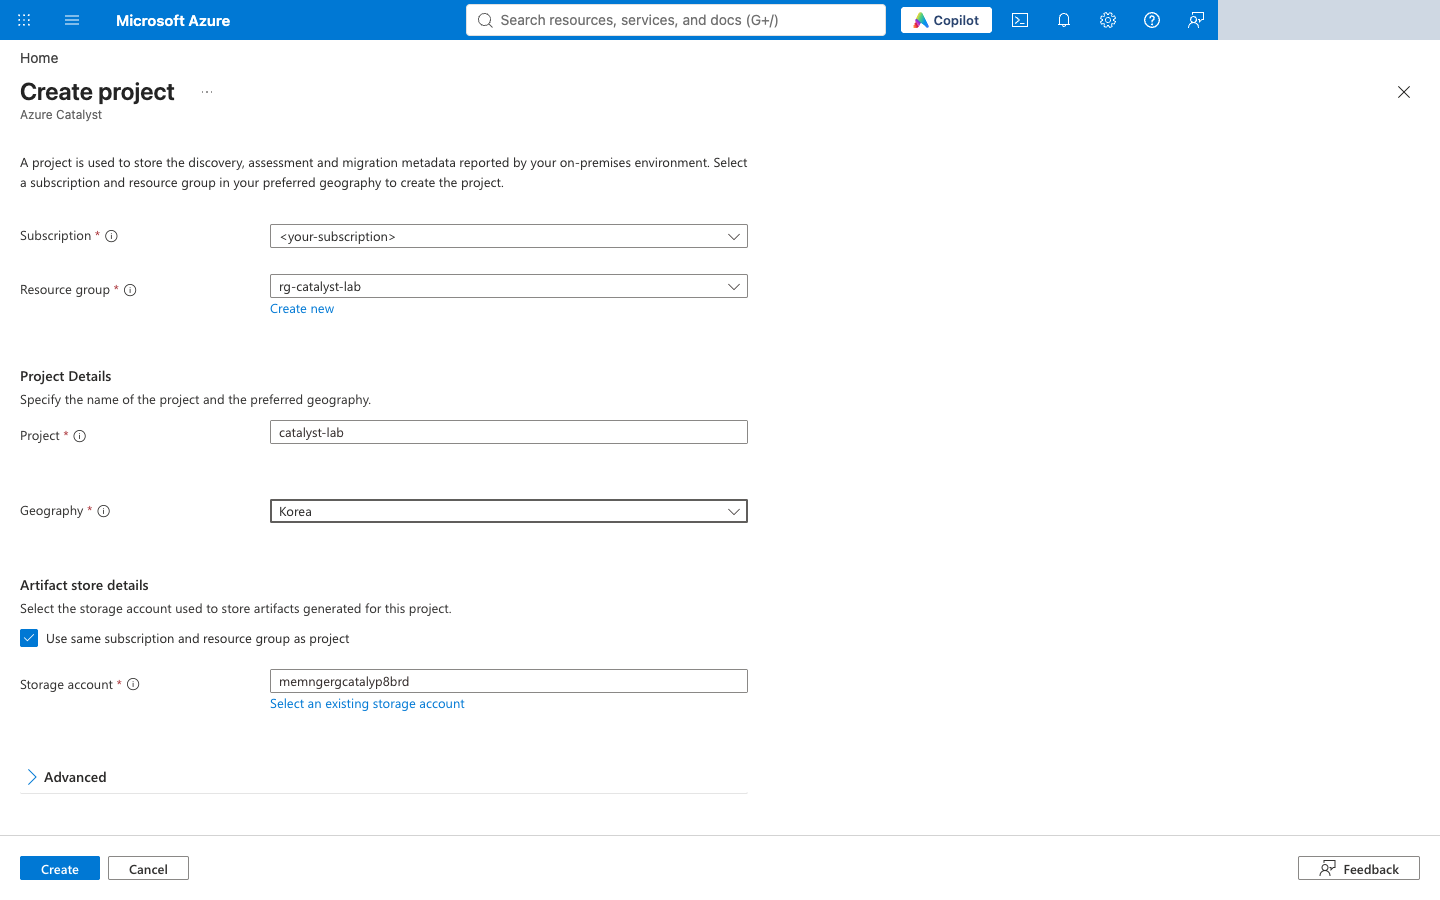 Microsoft Azure
Search resources, services, and docs (G+/)
Copilot
Home
Create project
Azure Catalyst
A project is used to store the discovery, assessment and migration metadata reported by your on-premises environment. Select
a subscription and resource group in your preferred geography to create the project.
Subscription *
<your-subscription>
Resource group *
rg-catalyst-lab
Create new
Project Details
Specify the name of the project and the preferred geography.
Project *
catalyst-lab
Geography *
Korea
Artifact store details
Select the storage account used to store artifacts generated for this project.
Use same subscription and resource group as project
Storage account *
memngergcatalyp8brd
Select an existing storage account
Advanced
Create
Cancel
Feedback